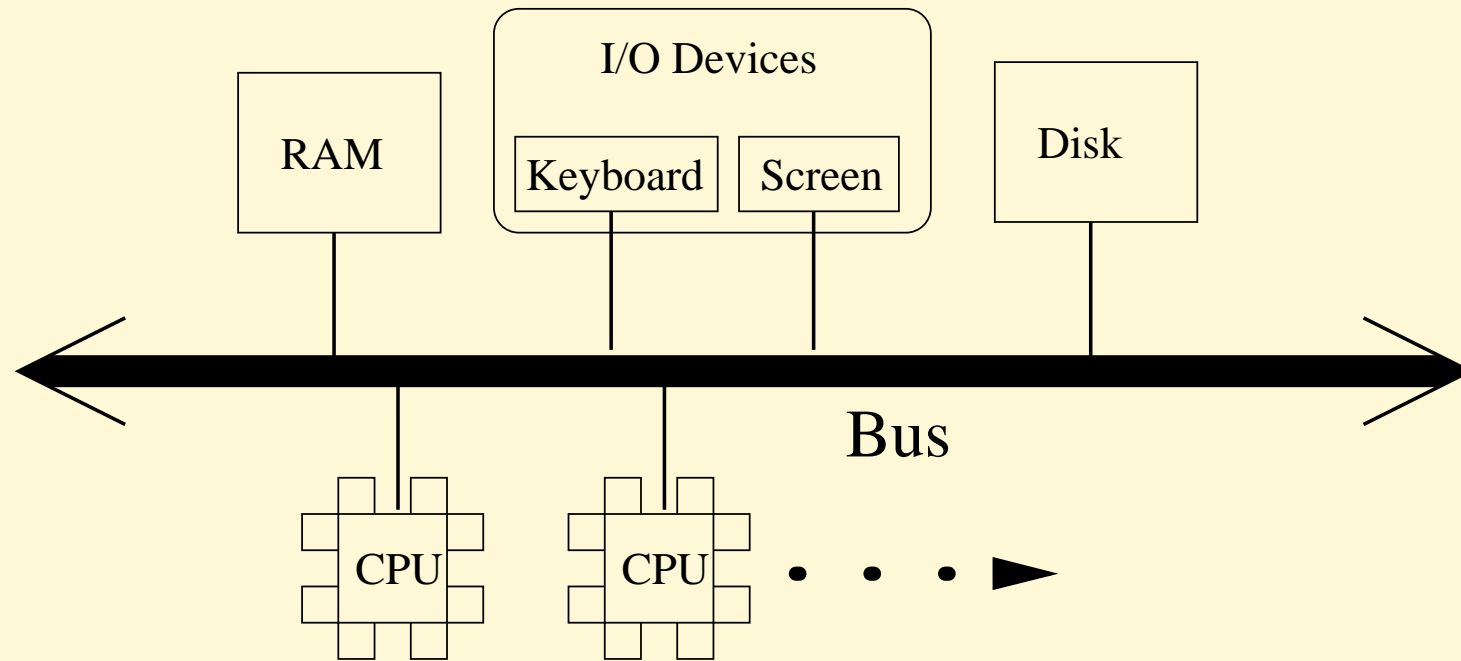 I/O Devices
RAM
Keyboard
Screen
Disk
Bus
CPU
CPU